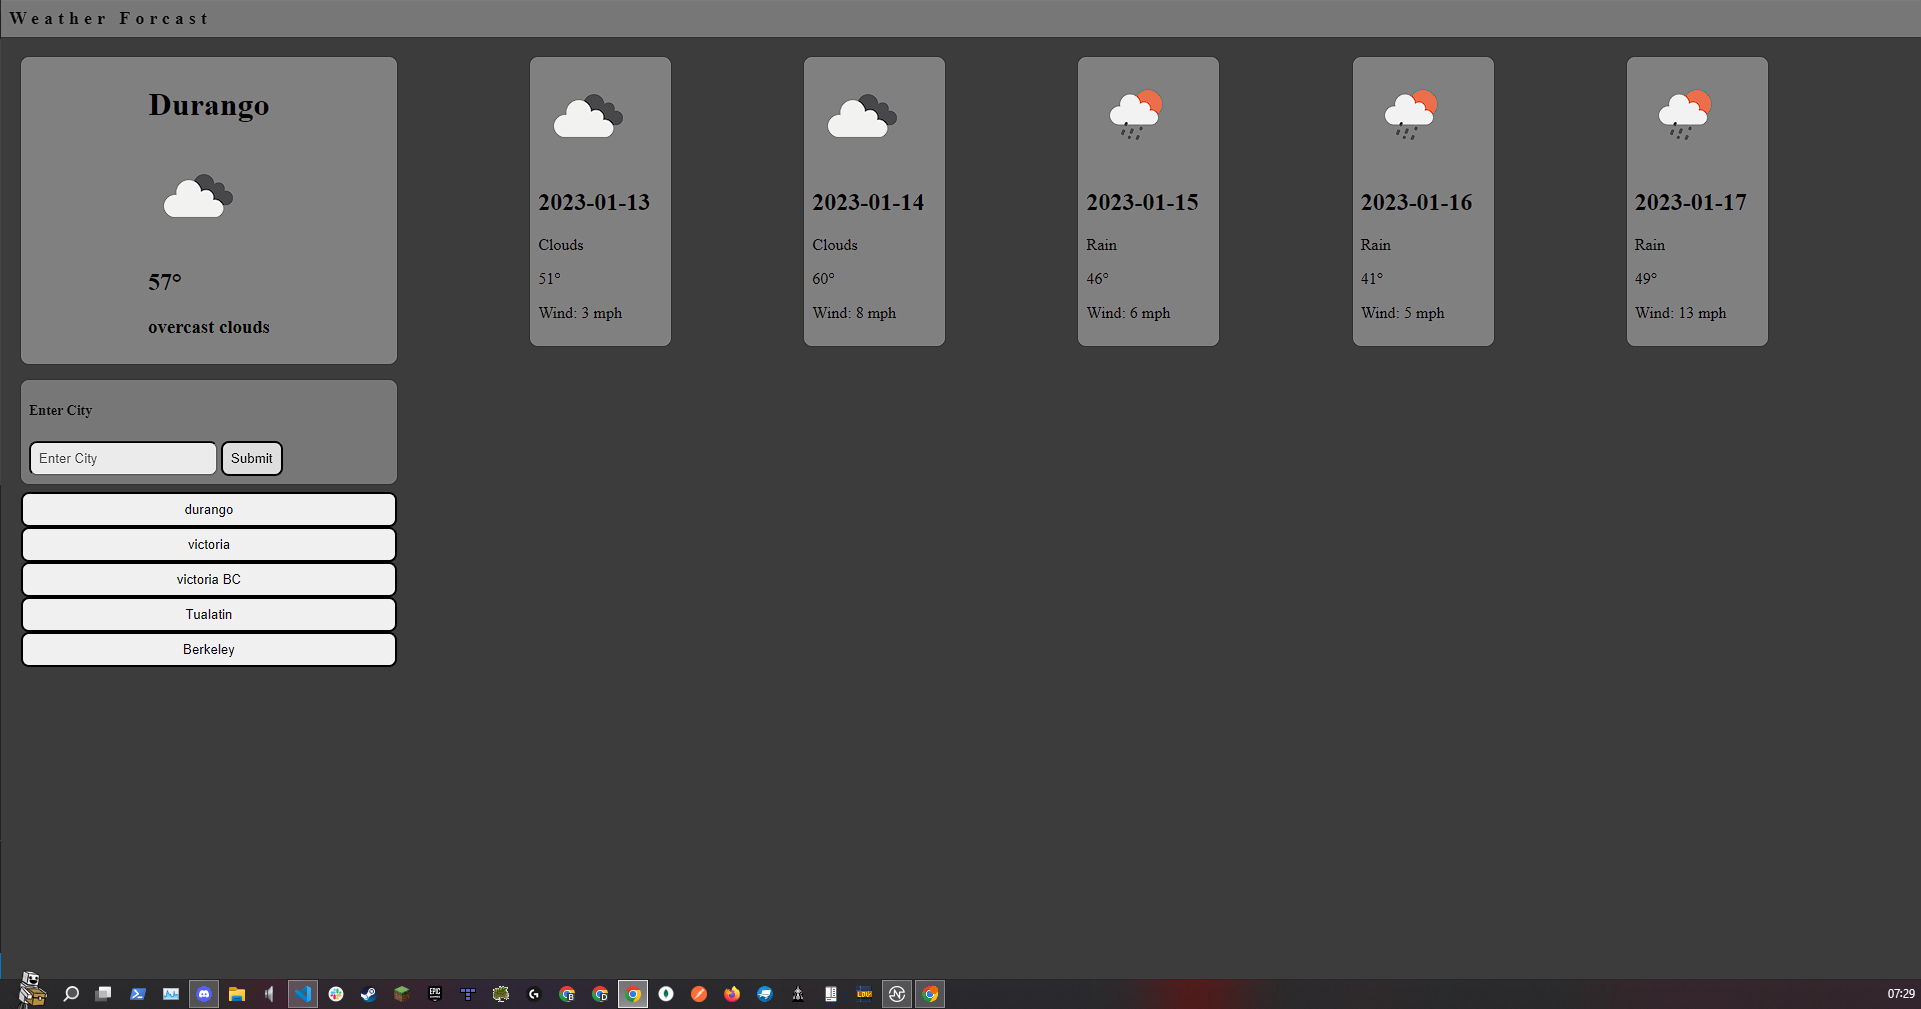 Weather Forcast
Durango
57°
overcast clouds
Enter City
Enter City
Submit
durango
victoria
victoria BC
Tualatin
Berkeley
2023-01-13
Clouds
51°
Wind: 3 mph
2023-01-14
Clouds
60°
Wind: 8 mph
2023-01-15
Rain
46°
Wind: 6 mph
2023-01-16
Rain
41°
Wind: 5 mph
2023-01-17
Rain
49°
Wind: 13 mph
EPIC
B
D
07:29